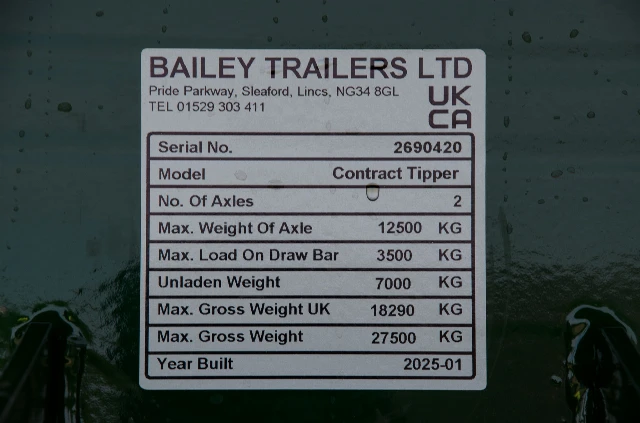 BAILEY TRAILERS LTD
Pride Parkway, Sleaford, Lincs, NG34 8GL
TEL 01529 303 411
UK
CA
Serial No. 2690420
Model Contract Tipper
No. Of Axles 2
Max. Weight Of Axle 12500 KG
Max. Load On Draw Bar 3500 KG
Unladen Weight 7000 KG
Max. Gross Weight UK 18290 KG
Max. Gross Weight 27500 KG
Year Built 2025-01